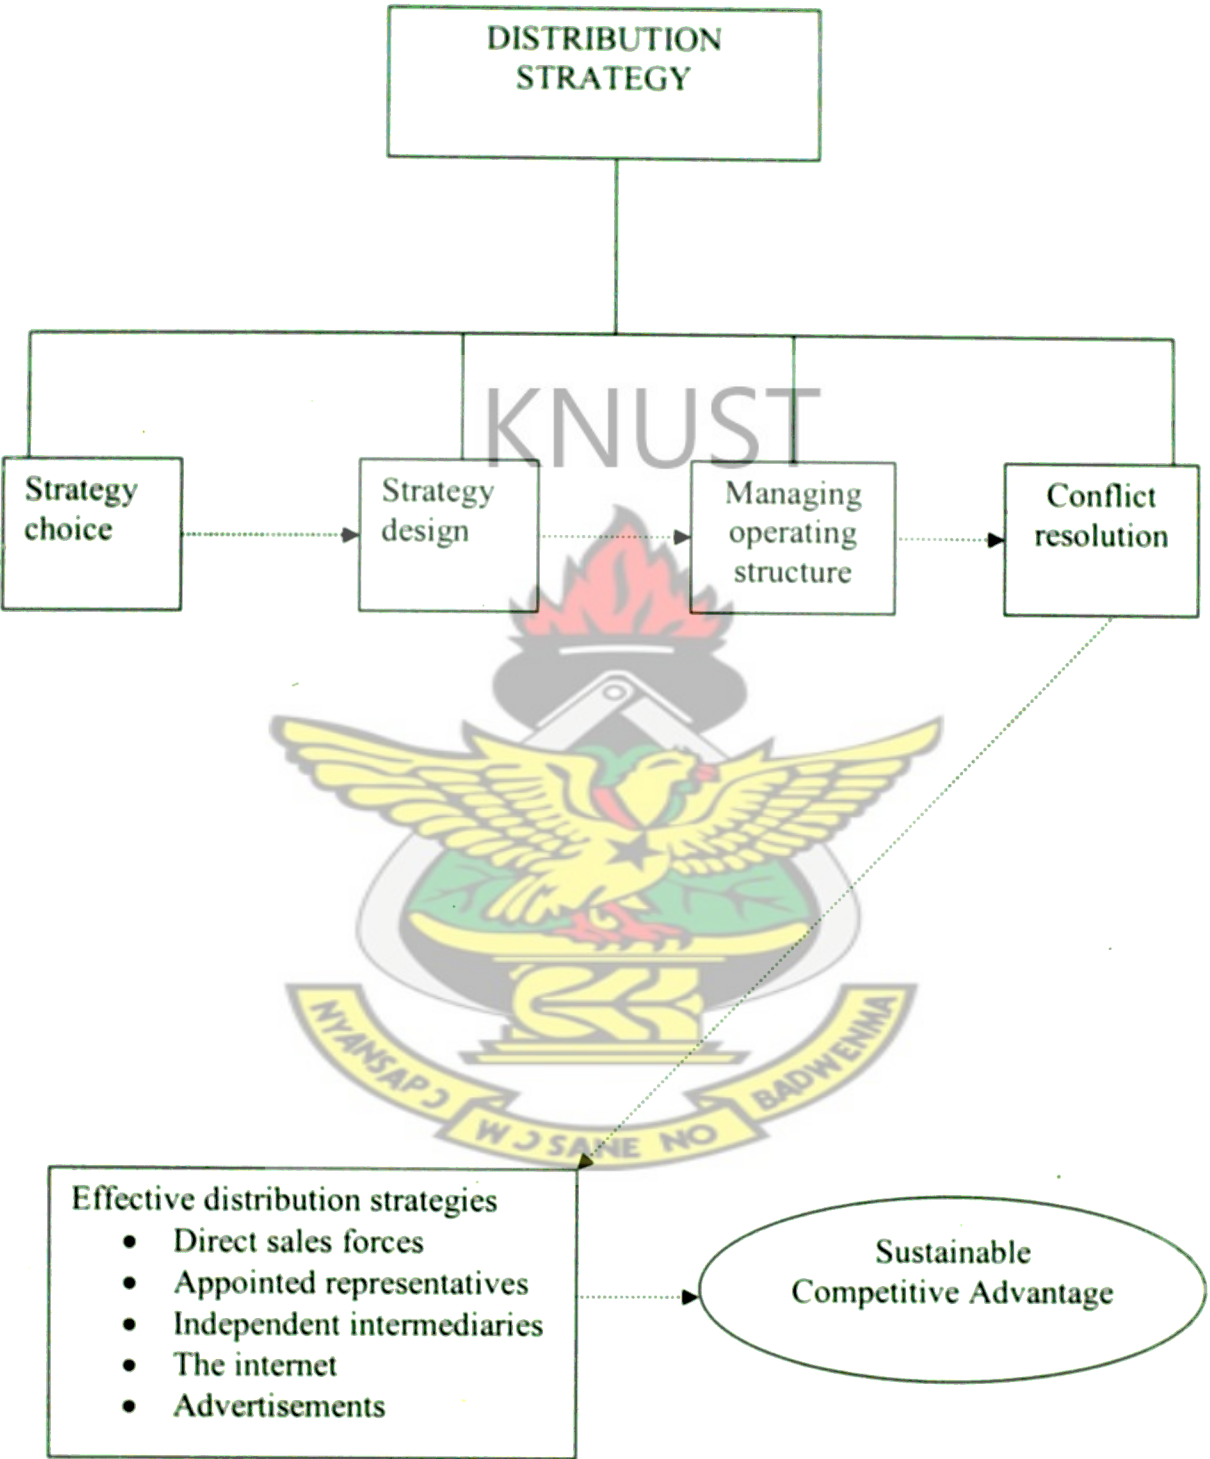 DISTRIBUTION
STRATEGY
KNUST
Strategy
choice
Strategy
design
Managing
operating
structure
Conflict
resolution
NYANSAPƆ
WƆSANE NO
BADWENMA
Effective distribution strategies
• Direct sales forces
• Appointed representatives
• Independent intermediaries
• The internet
• Advertisements
Sustainable
Competitive Advantage